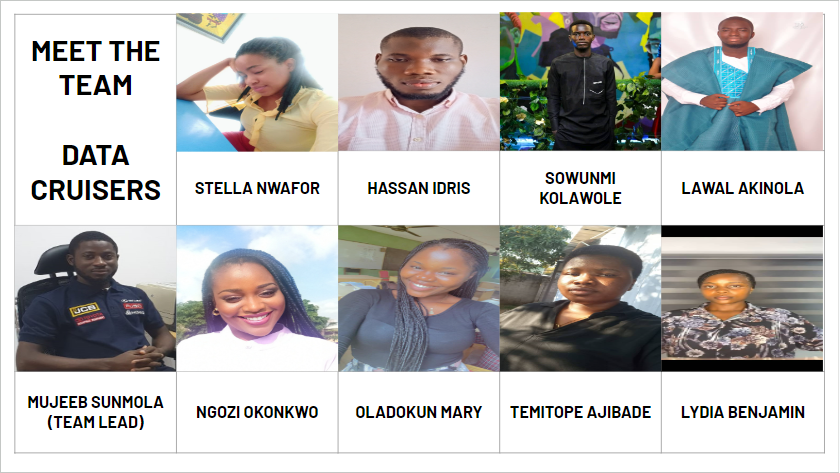 MEET THE
TEAM
DATA
CRUISERS
STELLA NWAFOR
HASSAN IDRIS
SOWUNMI
KOLAWOLE
LAWAL AKINOLA
JCB
MUJEEB SUNMOLA
(TEAM LEAD)
NGOZI OKONKWO
OLADOKUN MARY
TEMITOPE AJIBADE
LYDIA BENJAMIN